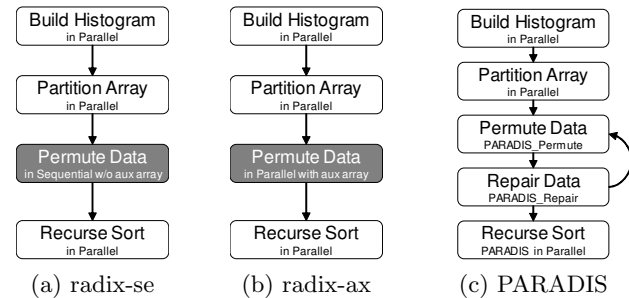 Build Histogram
in Parallel
Partition Array
in Parallel
Permute Data
in Sequential w/o aux array
Recurse Sort
in Parallel
(a) radix-se
Build Histogram
in Parallel
Partition Array
in Parallel
Permute Data
in Parallel with aux array
Recurse Sort
in Parallel
(b) radix-ax
Build Histogram
in Parallel
Partition Array
in Parallel
Permute Data
PARADIS_Permute
Repair Data
PARADIS_Repair
Recurse Sort
PARADIS in Parallel
(c) PARADIS